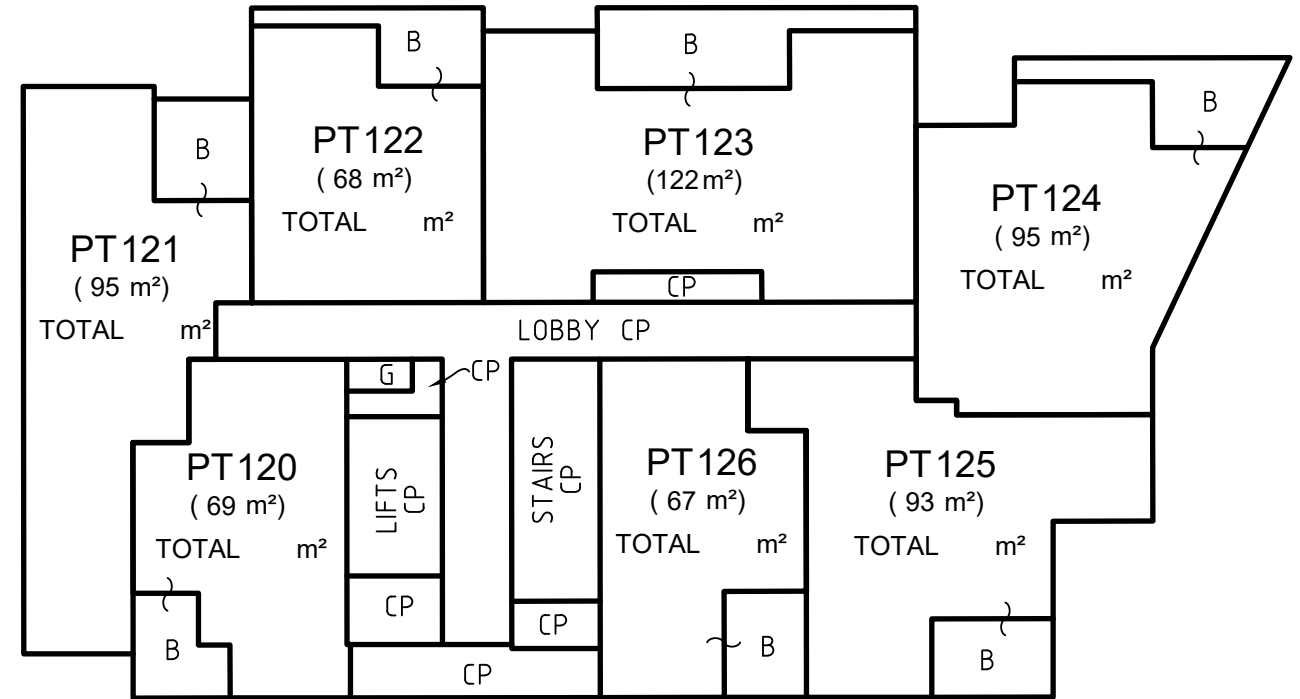 B
B
B
B
PT122
( 68 m²)
TOTAL m²
PT123
(122 m²)
TOTAL m²
PT124
( 95 m²)
TOTAL m²
PT121
( 95 m²)
TOTAL m²
CP
LOBBY CP
G
CP
PT120
( 69 m²)
TOTAL m²
LIFTS
CP
STAIRS
CP
PT126
( 67 m²)
TOTAL m²
PT125
( 93 m²)
TOTAL m²
CP
CP
B
CP
B
B